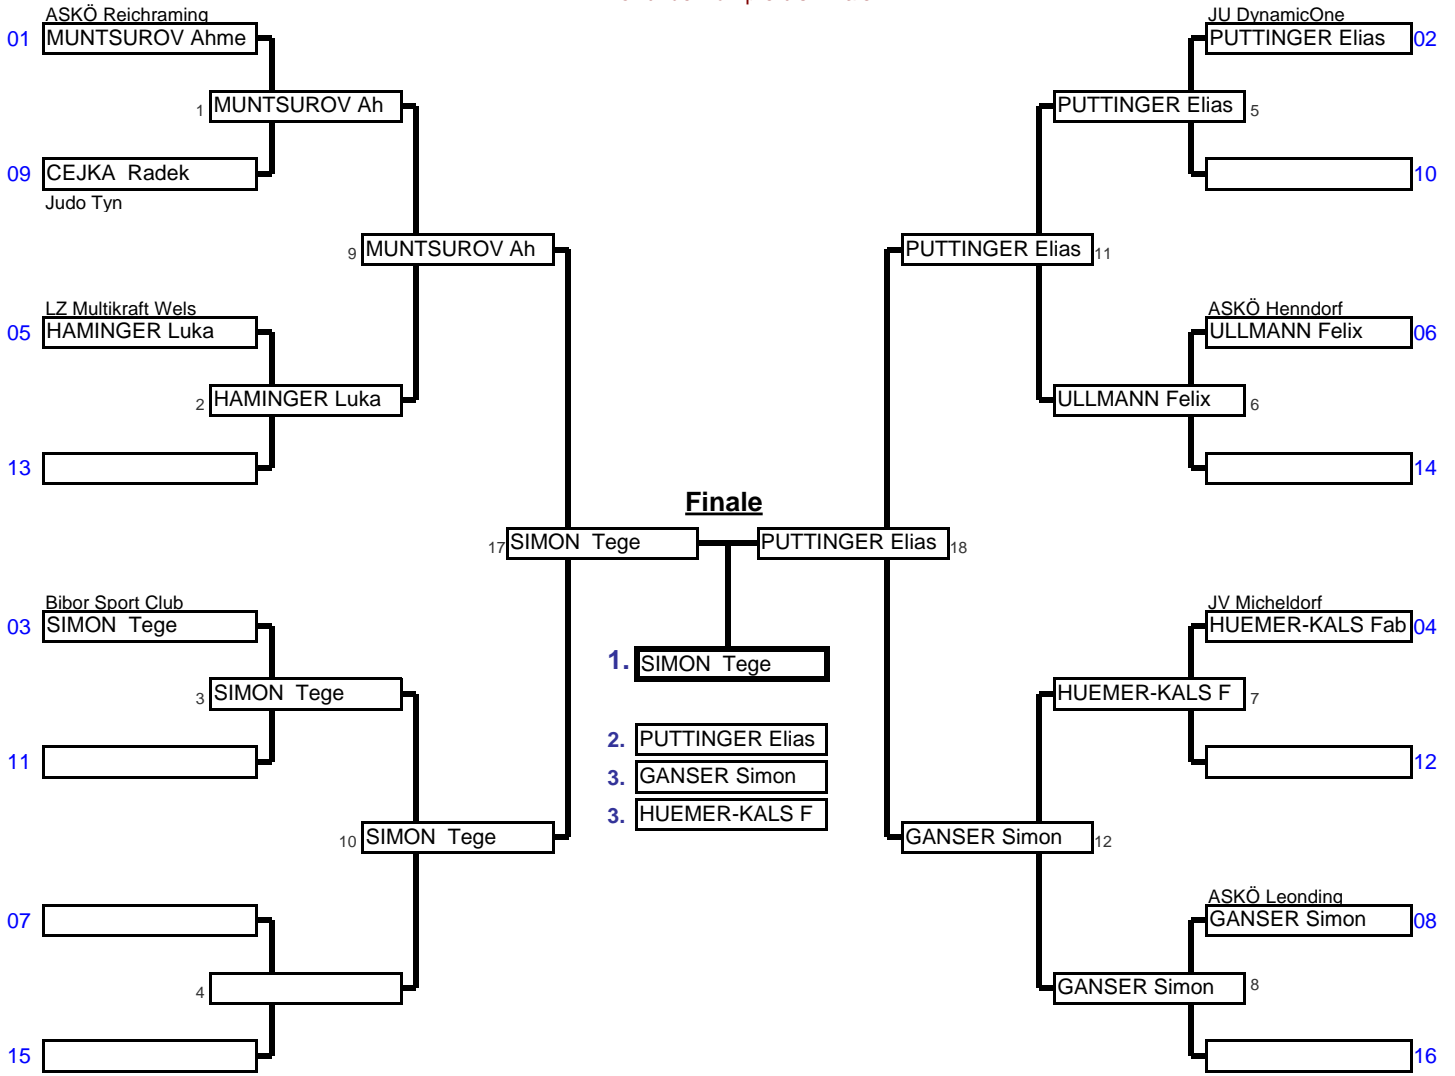 ASKÖ Reichraming
01 MUNTSUROV Ahme
1 MUNTSUROV Ah
09 CEJKA Radek
Judo Tyn
9 MUNTSUROV Ah
LZ Multikraft Wels
05 HAMINGER Luka
2 HAMINGER Luka
13
17 SIMON Tege
Bibor Sport Club
03 SIMON Tege
3 SIMON Tege
11
10 SIMON Tege
07
4
15
Finale
1. SIMON Tege
2. PUTTINGER Elias
3. GANSER Simon
3. HUEMER-KALS F
JU DynamicOne
PUTTINGER Elias 02
PUTTINGER Elias 5
10
PUTTINGER Elias 11
ASKÖ Henndorf
ULLMANN Felix 06
ULLMANN Felix 6
14
PUTTINGER Elias 18
JV Micheldorf
HUEMER-KALS Fab 04
HUEMER-KALS F 7
12
GANSER Simon 12
ASKÖ Leonding
GANSER Simon 08
GANSER Simon 8
16